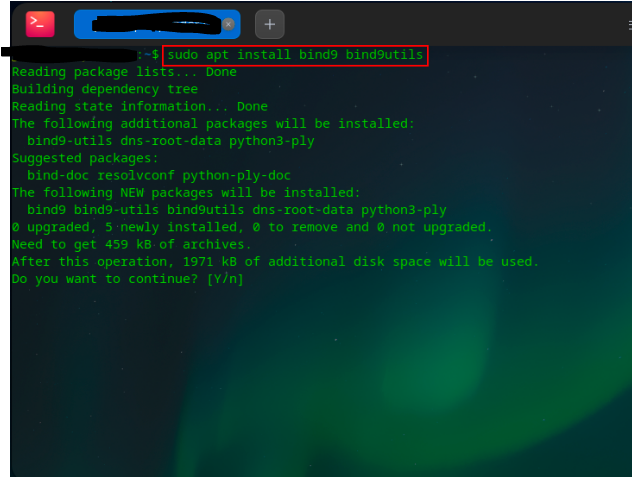 >_
:~$ sudo apt install bind9 bind9utils
Reading package lists... Done
Building dependency tree
Reading state information... Done
The following additional packages will be installed:
bind9-utils dns-root-data python3-ply
Suggested packages:
bind-doc resolvconf python-ply-doc
The following NEW packages will be installed:
bind9 bind9-utils bind9utils dns-root-data python3-ply
0 upgraded, 5 newly installed, 0 to remove and 0 not upgraded.
Need to get 459 kB of archives.
After this operation, 1971 kB of additional disk space will be used.
Do you want to continue? [Y/n]